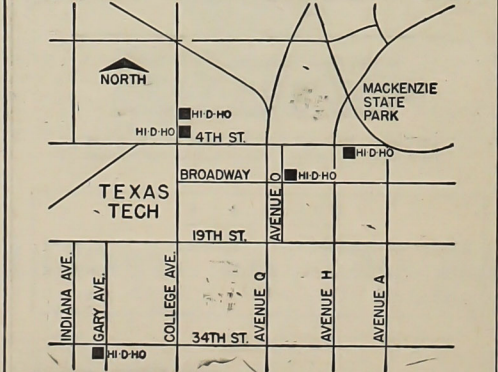 NORTH
HI-D-HO
HI-D-HO
4TH ST.
MACKENZIE
STATE
PARK
HI-D-HO
BROADWAY
HI-D-HO
TEXAS
TECH
AVENUE O
19TH ST.
INDIANA AVE.
GARY AVE.
COLLEGE AVE.
AVENUE Q
AVENUE H
AVENUE A
34TH ST.
HI-D-HO